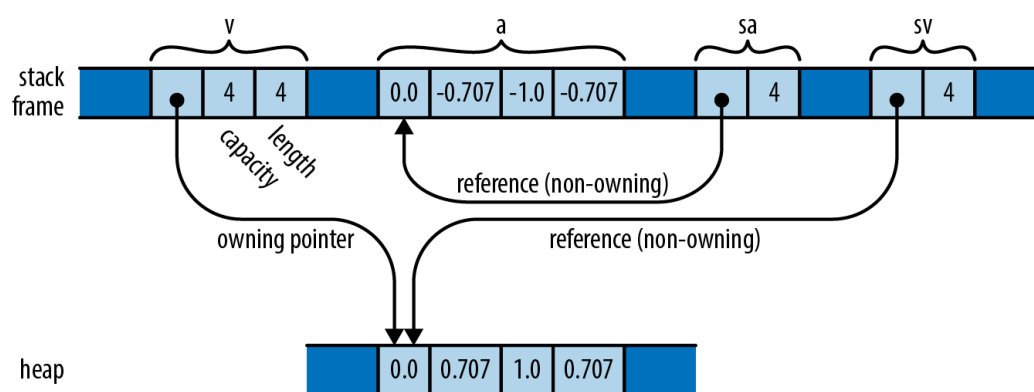 v a sa sv
stack
frame
4 4 0.0 -0.707 -1.0 -0.707 4 4
capacity
length
reference (non-owning)
owning pointer
reference (non-owning)
heap
0.0 0.707 1.0 0.707